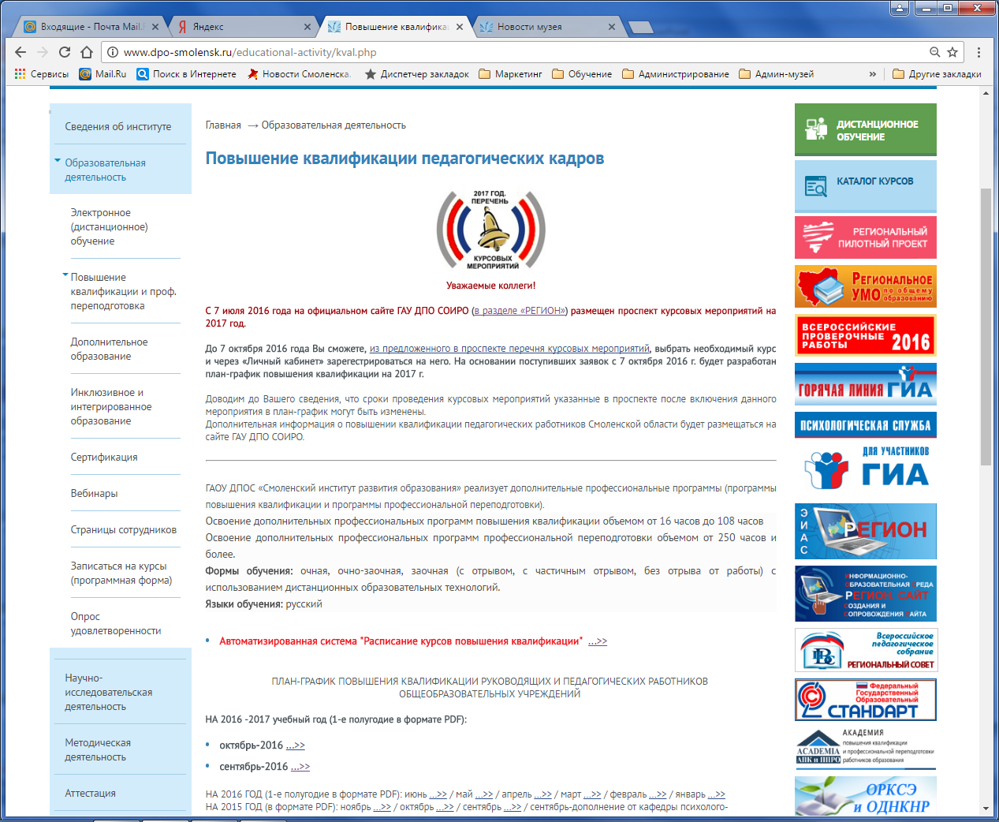 Входящие - Почта Mail.
Яндекс
Повышение квалифика
Новости музея
www.dpo-smolensk.ru/educational-activity/kval.php
Сервисы
Mail.Ru
Поиск в Интернете
Новости Смоленска
Диспетчер закладок
Маркетинг
Обучение
Администрирование
Админ-музей
»
Другие закладки
Сведения об институте
Образовательная
деятельность
Электронное
(дистанционное)
обучение
Повышение
квалификации и проф.
переподготовка
Дополнительное
образование
Инклюзивное и
интегрированное
образование
Сертификация
Вебинары
Страницы сотрудников
Записаться на курсы
(программная форма)
Опрос
удовлетворенности
Научно-
исследовательская
деятельность
Методическая
деятельность
Аттестация
Главная → Образовательная деятельность
Повышение квалификации педагогических кадров
2017 ГОД.
ПЕРЕЧЕНЬ
КУРСОВЫХ
МЕРОПРИЯТИЙ
Уважаемые коллеги!
С 7 июля 2016 года на официальном сайте ГАУ ДПО СОИРО (в разделе «РЕГИОН») размещен проспект курсовых мероприятий на
2017 год.
До 7 октября 2016 года Вы сможете, из предложенного в проспекте перечня курсовых мероприятий, выбрать необходимый курс
и через «Личный кабинет» зарегестрироваться на него. На основании поступивших заявок с 7 октября 2016 г. будет разработан
план-график повышения квалификации на 2017 г.
Доводим до Вашего сведения, что сроки проведения курсовых мероприятий указанные в проспекте после включения данного
мероприятия в план-график могут быть изменены.
Дополнительная информация о повышении квалификации педагогических работников Смоленской области будет размещаться на
сайте ГАУ ДПО СОИРО.
ГАОУ ДПОС «Смоленский институт развития образования» реализует дополнительные профессиональные программы (программы
повышения квалификации и программы профессиональной переподготовки).
Освоение дополнительных профессиональных программ повышения квалификации объемом от 16 часов до 108 часов
Освоение дополнительных профессиональных программ профессиональной переподготовки объемом от 250 часов и
более.
Формы обучения: очная, очно-заочная, заочная (с отрывом, с частичным отрывом, без отрыва от работы) с
использованием дистанционных образовательных технологий.
Языки обучения: русский
• Автоматизированная система "Расписание курсов повышения квалификации" ...>>
ПЛАН-ГРАФИК ПОВЫШЕНИЯ КВАЛИФИКАЦИИ РУКОВОДЯЩИХ И ПЕДАГОГИЧЕСКИХ РАБОТНИКОВ
ОБЩЕОБРАЗОВАТЕЛЬНЫХ УЧРЕЖДЕНИЙ
НА 2016 -2017 учебный год (1-е полугодие в формате PDF):
• октябрь-2016 ...>>
• сентябрь-2016 ...>>
НА 2016 ГОД (1-е полугодие в формате PDF): июнь ...>> / май ...>> / апрель ...>> / март ...>> / февраль ...>> / январь ...>>
НА 2015 ГОД (в формате PDF): ноябрь ...>> / октябрь ...>> / сентябрь ...>> / сентябрь-дополнение от кафедры психолого-
ДИСТАНЦИОННОЕ
ОБУЧЕНИЕ
КАТАЛОГ КУРСОВ
РЕГИОНАЛЬНЫЙ
ПИЛОТНЫЙ ПРОЕКТ
РЕГИОНАЛЬНОЕ
УМО по общему
образованию
ВСЕРОССИЙСКИЕ
ПРОВЕРОЧНЫЕ
РАБОТЫ 2016
ГОРЯЧАЯ ЛИНИЯ ГИА
ПСИХОЛОГИЧЕСКАЯ СЛУЖБА
ДЛЯ УЧАСТНИКОВ
ГИА
ЭИАС
РЕГИОН
ИНФОРМАЦИОННО-
ОБРАЗОВАТЕЛЬНАЯ СРЕДА
РЕГИОН. САЙТ
СОЗДАНИЯ И
СОПРОВОЖДЕНИЯ САЙТА
Всероссийское
педагогическое
собрание
РЕГИОНАЛЬНЫЙ СОВЕТ
Федеральный
Государственный
Образовательный
СТАНДАРТ
АКАДЕМИЯ
повышения квалификации
и профессиональной переподготовки
работников образования
ACADEMIA
АПК и ППРО
ОРКСЭ
и ОДНКНР